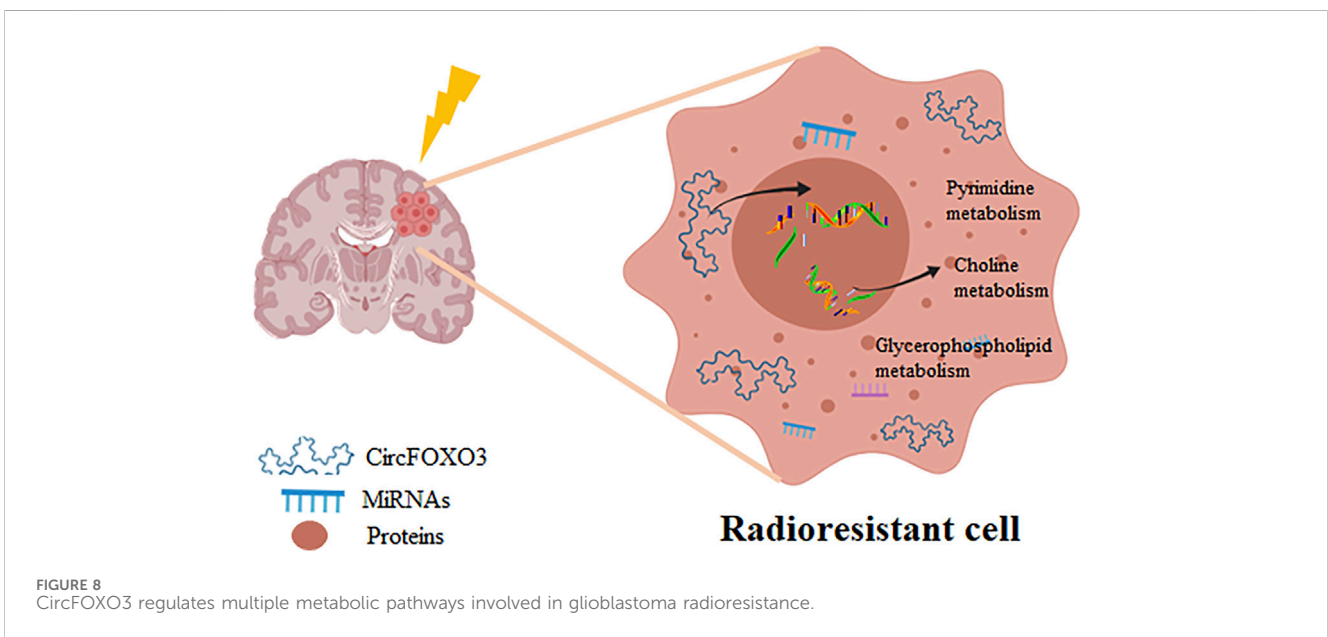 Pyrimidine
metabolism
Choline
metabolism
Glycerophospholipid
metabolism
CircFOXO3
MiRNAs
Proteins
Radioresistant cell
FIGURE 8
CircFOXO3 regulates multiple metabolic pathways involved in glioblastoma radioresistance.